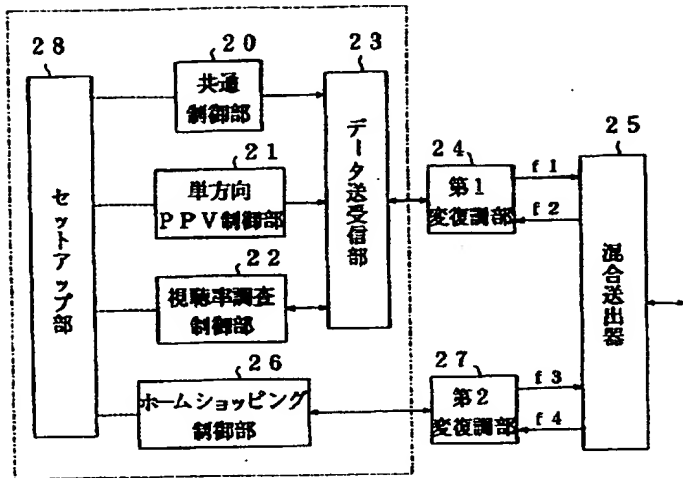 28
セットアップ部
20
共通
制御部
21
単方向
PPV制御部
22
視聴率調査
制御部
26
ホームショッピング
制御部
23
データ送受信部
24
第1
変復調部
27
第2
変復調部
f1
f2
f3
f4
25
混合送出器